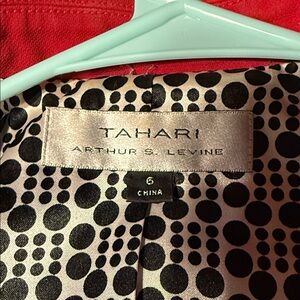 TAHARI
ARTHUR S. LEVINE
6
CHINA